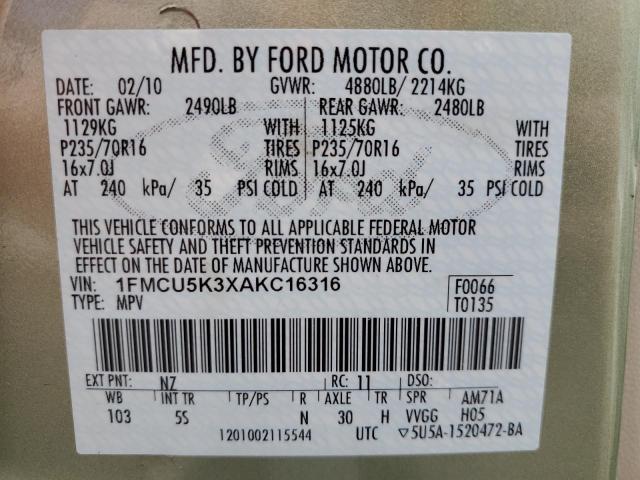 MFD. BY FORD MOTOR CO.
DATE: 02/10 GVWR: 4880LB/ 2214KG
FRONT GAWR: 2490LB REAR GAWR: 2480LB
1129KG WITH 1125KG WITH
P235/70R16 TIRES P235/70R16 TIRES
16x7.0J RIMS 16x7.0J RIMS
AT 240 kPa/ 35 PSI COLD AT 240 kPa/ 35 PSI COLD
THIS VEHICLE CONFORMS TO ALL APPLICABLE FEDERAL MOTOR
VEHICLE SAFETY AND THEFT PREVENTION STANDARDS IN
EFFECT ON THE DATE OF MANUFACTURE SHOWN ABOVE.
VIN: 1FMCU5K3XAKC16316 F0066
TYPE: MPV T0135
EXT PNT: NZ RC: 11 DSO:
WB INT TR TP/PS R AXLE TR SPR AM71A
103 5S N 30 H VVGG H05
1201002115544 UTC ▽5U5A-1520472-BA